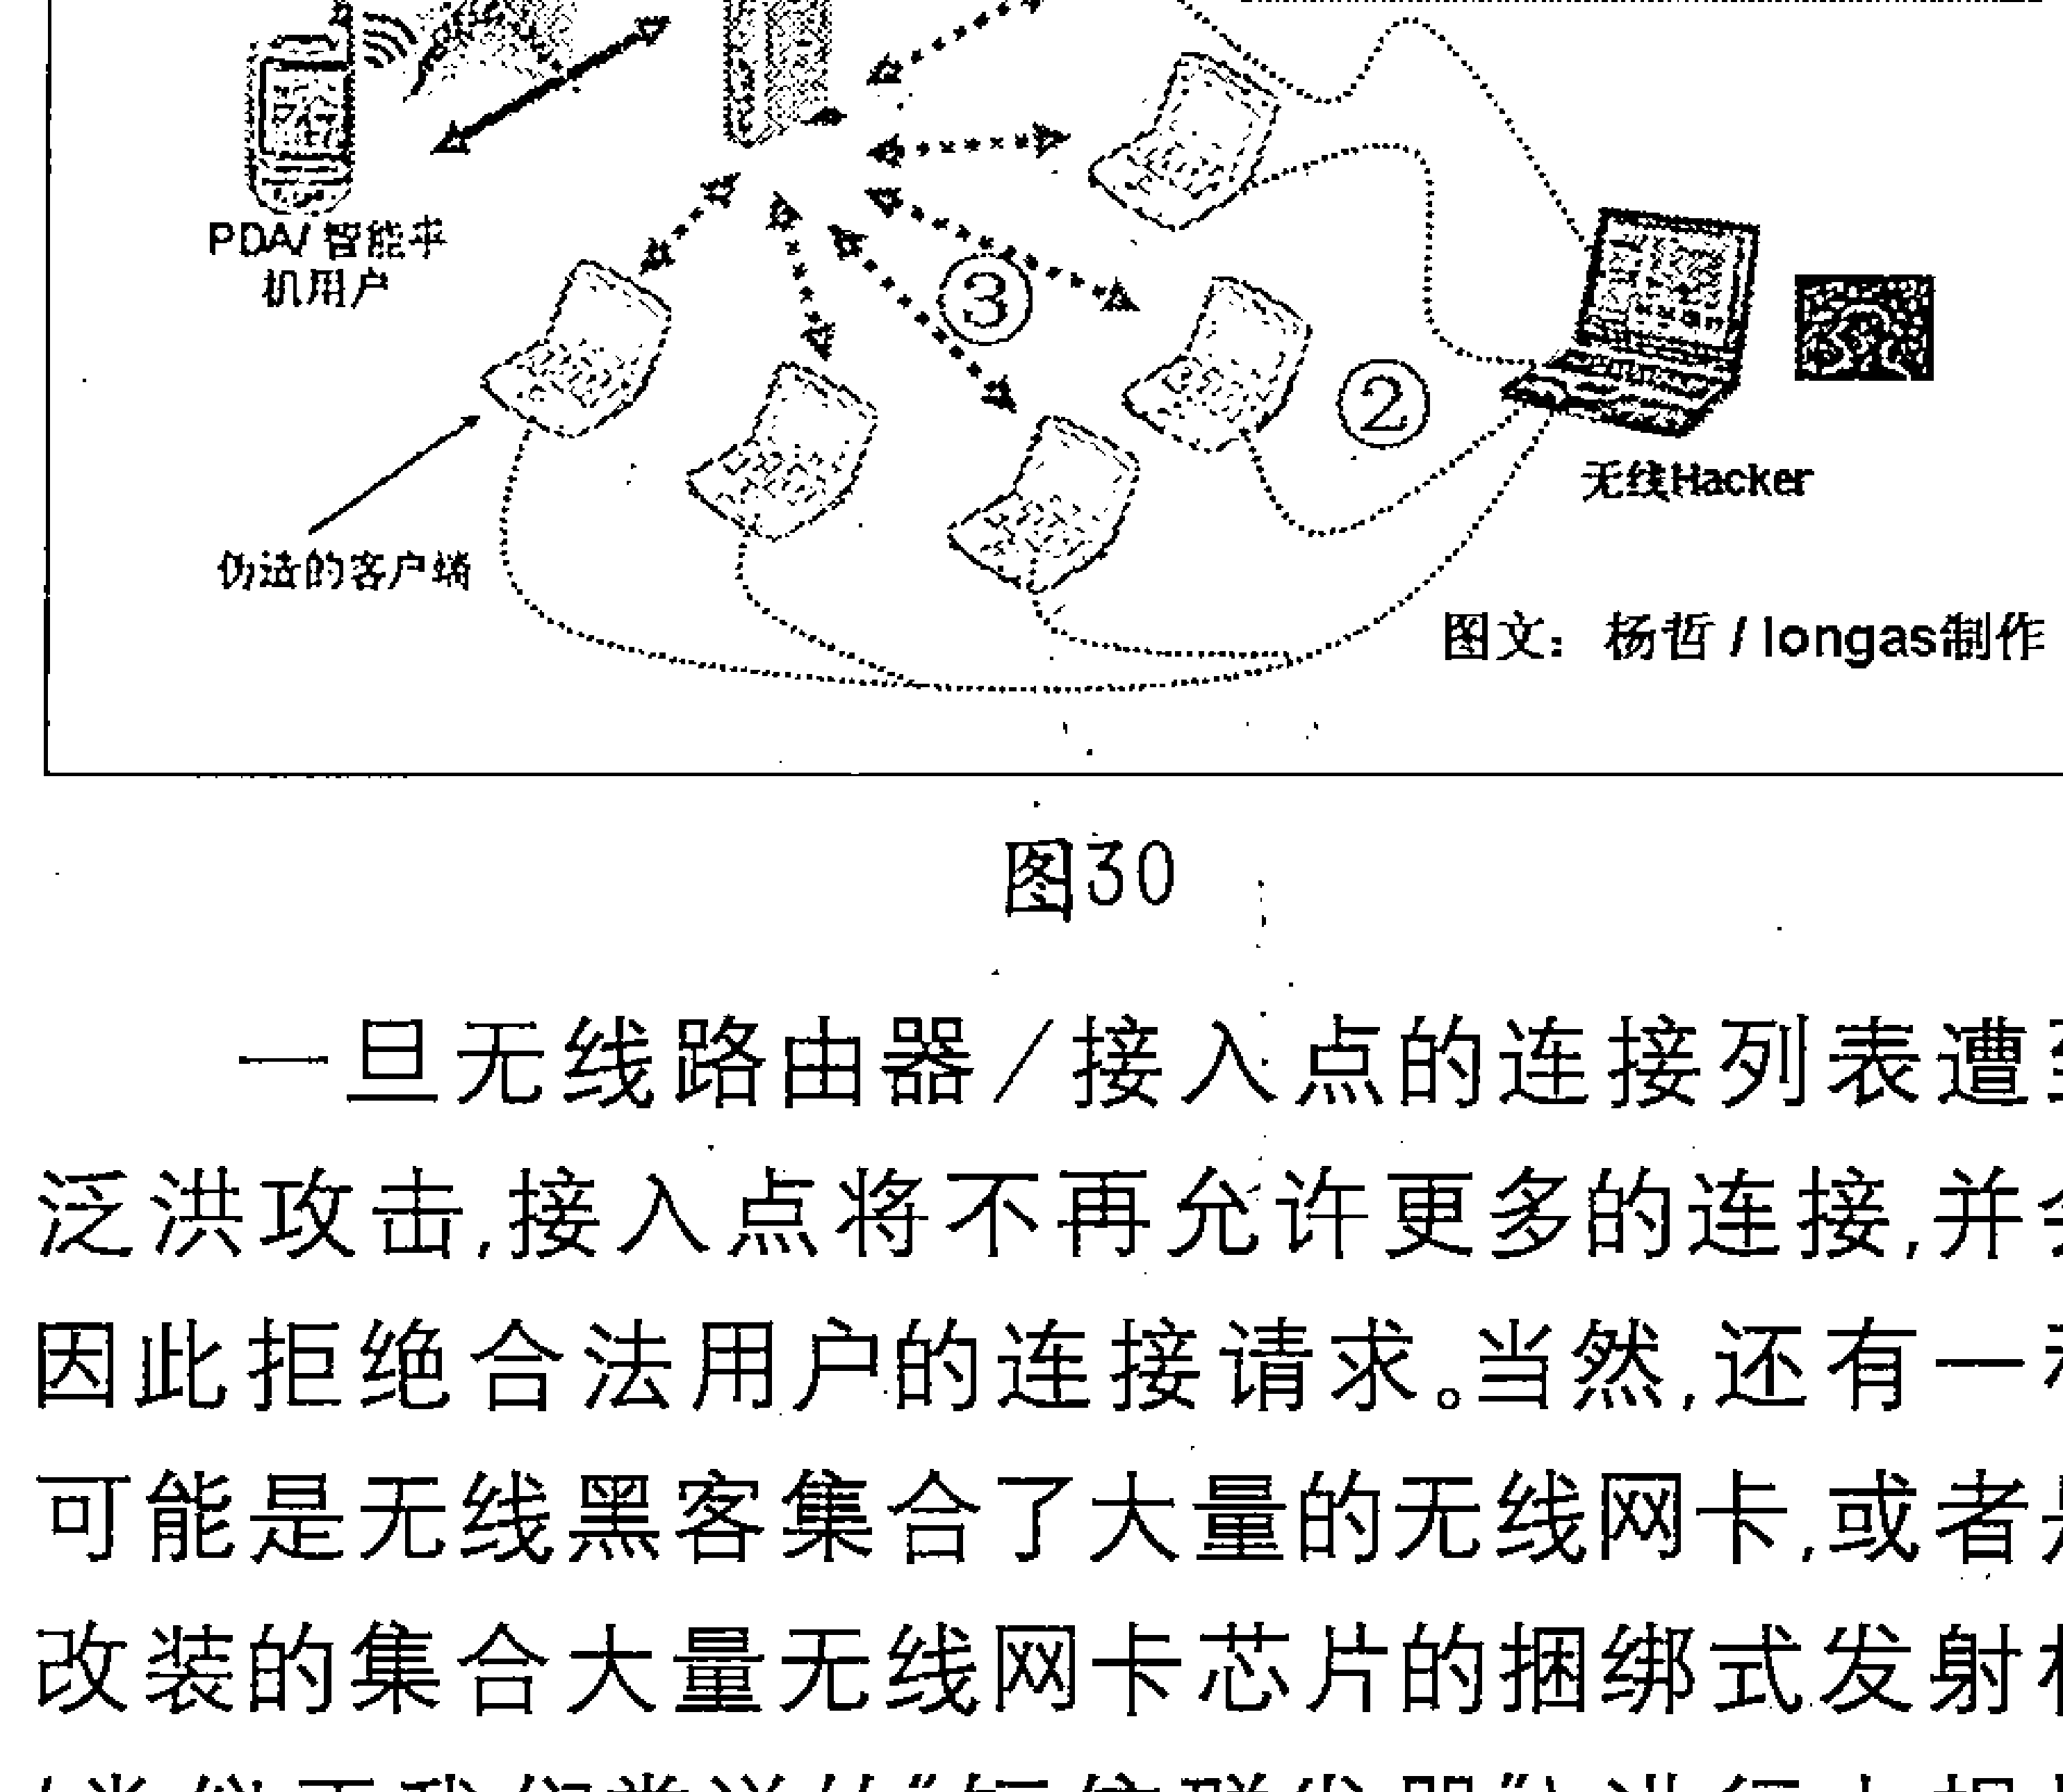 PDA/ 智能手
机用户
③
②
无线Hacker
伪造的客户端
图文：杨哲 / longas制作
图30
一旦无线路由器/接入点的连接列表遭到
泛洪攻击,接入点将不再允许更多的连接,并会
因此拒绝合法用户的连接请求。当然,还有一种
可能是无线黑客集合了大量的无线网卡,或者是
改装的集合大量无线网卡芯片的捆绑式发射机